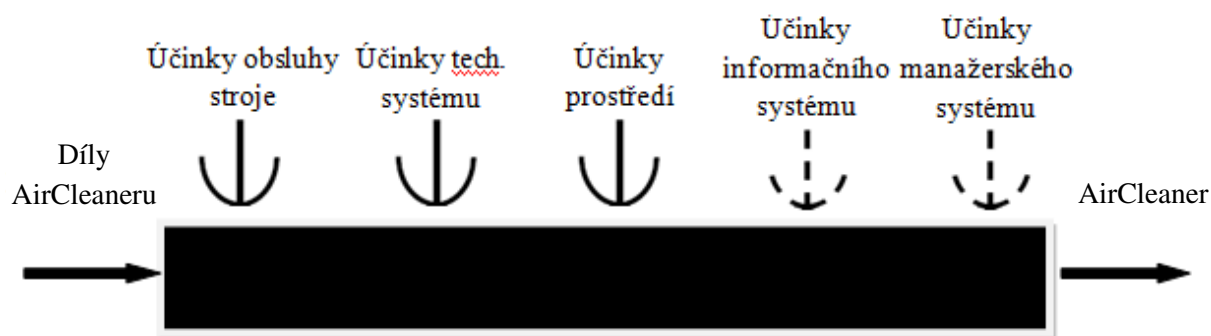 Účinky obsluhy
stroje
Účinky tech.
systému
Účinky
prostředí
Účinky
informačního
systému
Účinky
manažerského
systému
Díly
AirCleaneru
AirCleaner